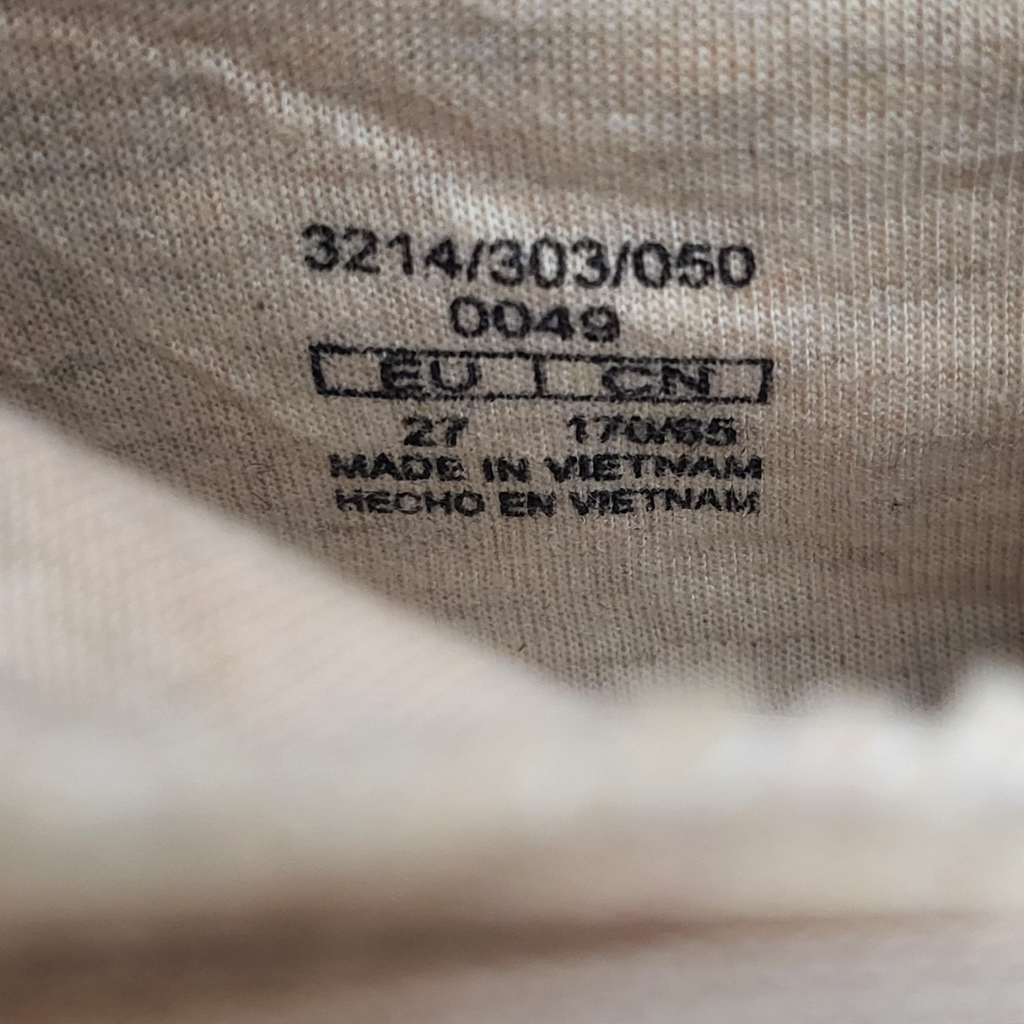 3214/303/050
0049
EU CN
27 170/65
MADE IN VIETNAM
HECHO EN VIETNAM